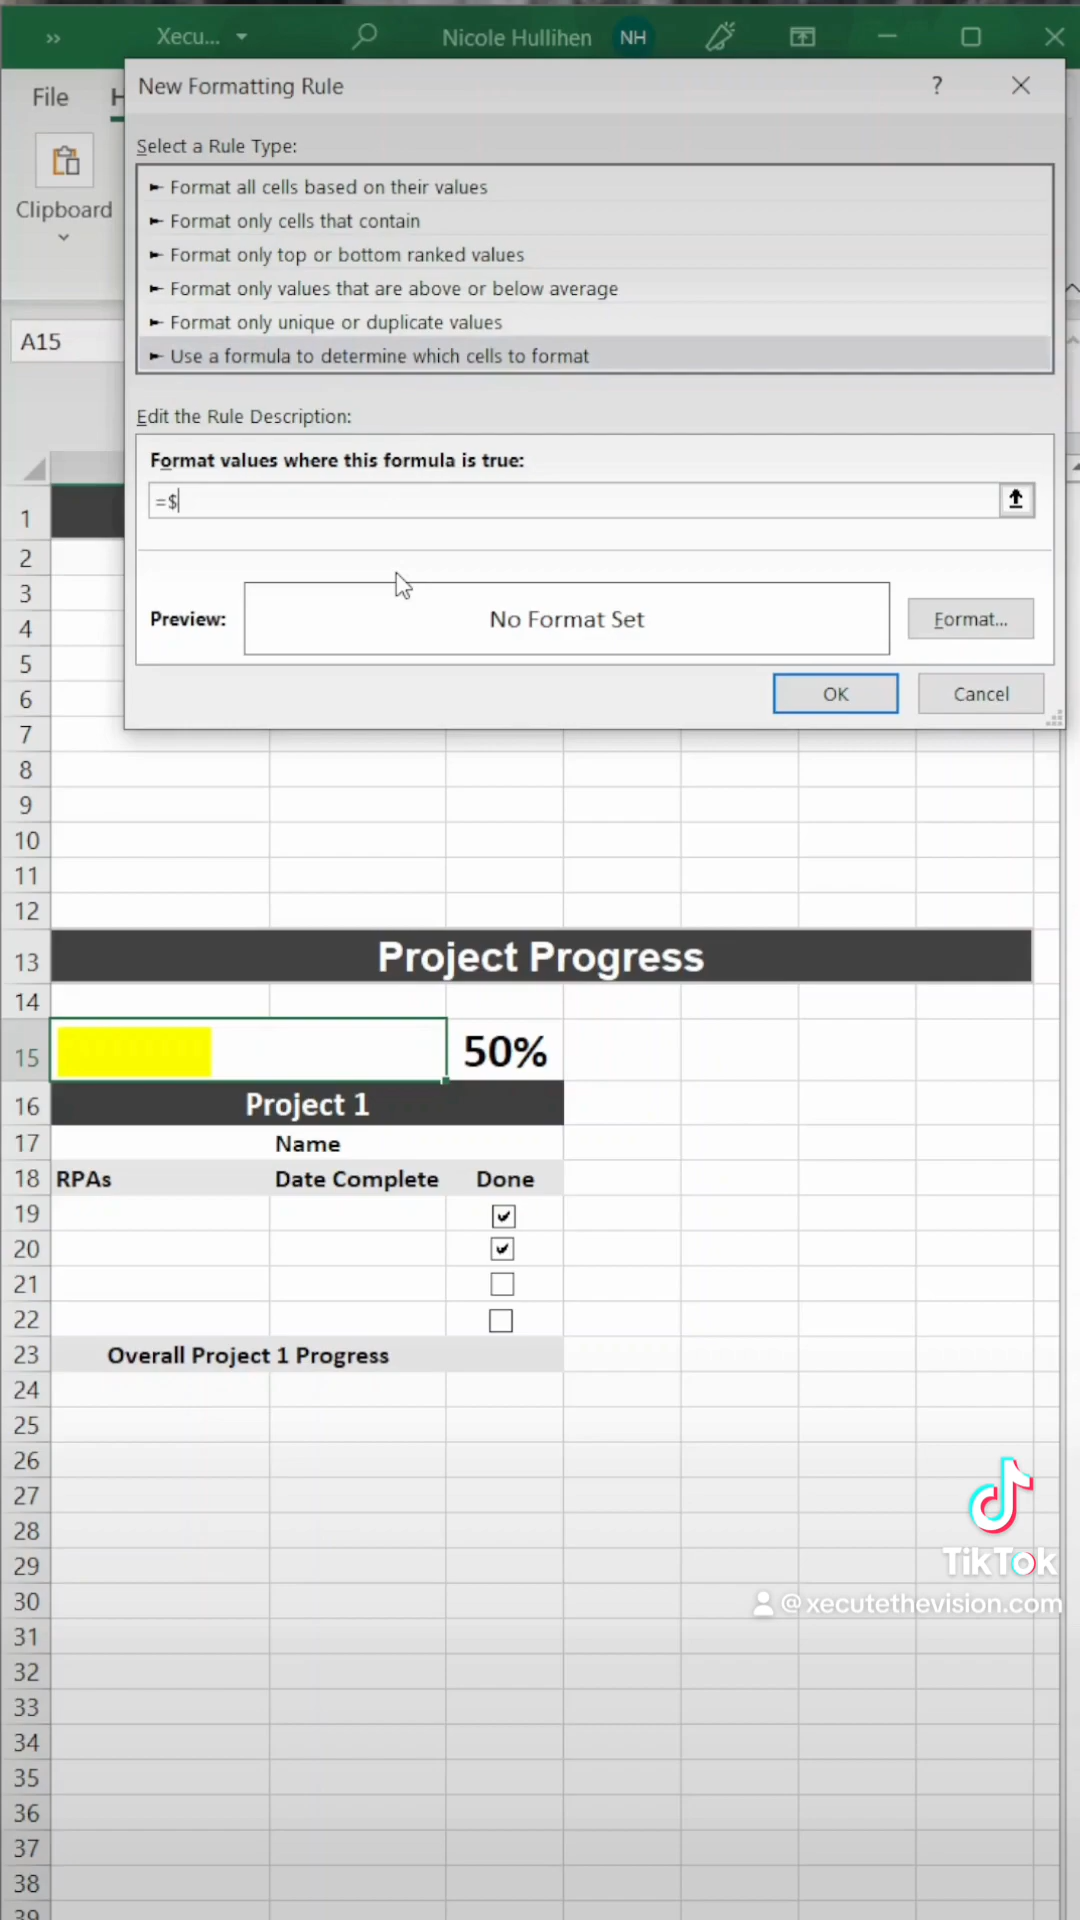 Xecu...
Nicole Hullihen
NH
File
New Formatting Rule
?
Clipboard
Select a Rule Type:
Format all cells based on their values
Format only cells that contain
Format only top or bottom ranked values
Format only values that are above or below average
Format only unique or duplicate values
Use a formula to determine which cells to format
A15
Edit the Rule Description:
Format values where this formula is true:
=$
Preview:
No Format Set
Format...
OK
Cancel
1
2
3
4
5
6
7
8
9
10
11
12
13 Project Progress
14
15 50%
16 Project 1
17 Name
18 RPAs Date Complete Done
19
20
21
22
23 Overall Project 1 Progress
24
25
26
27
28
29
30
31
32
33
34
35
36
37
38
39
TikTok
@xecutethevision.com